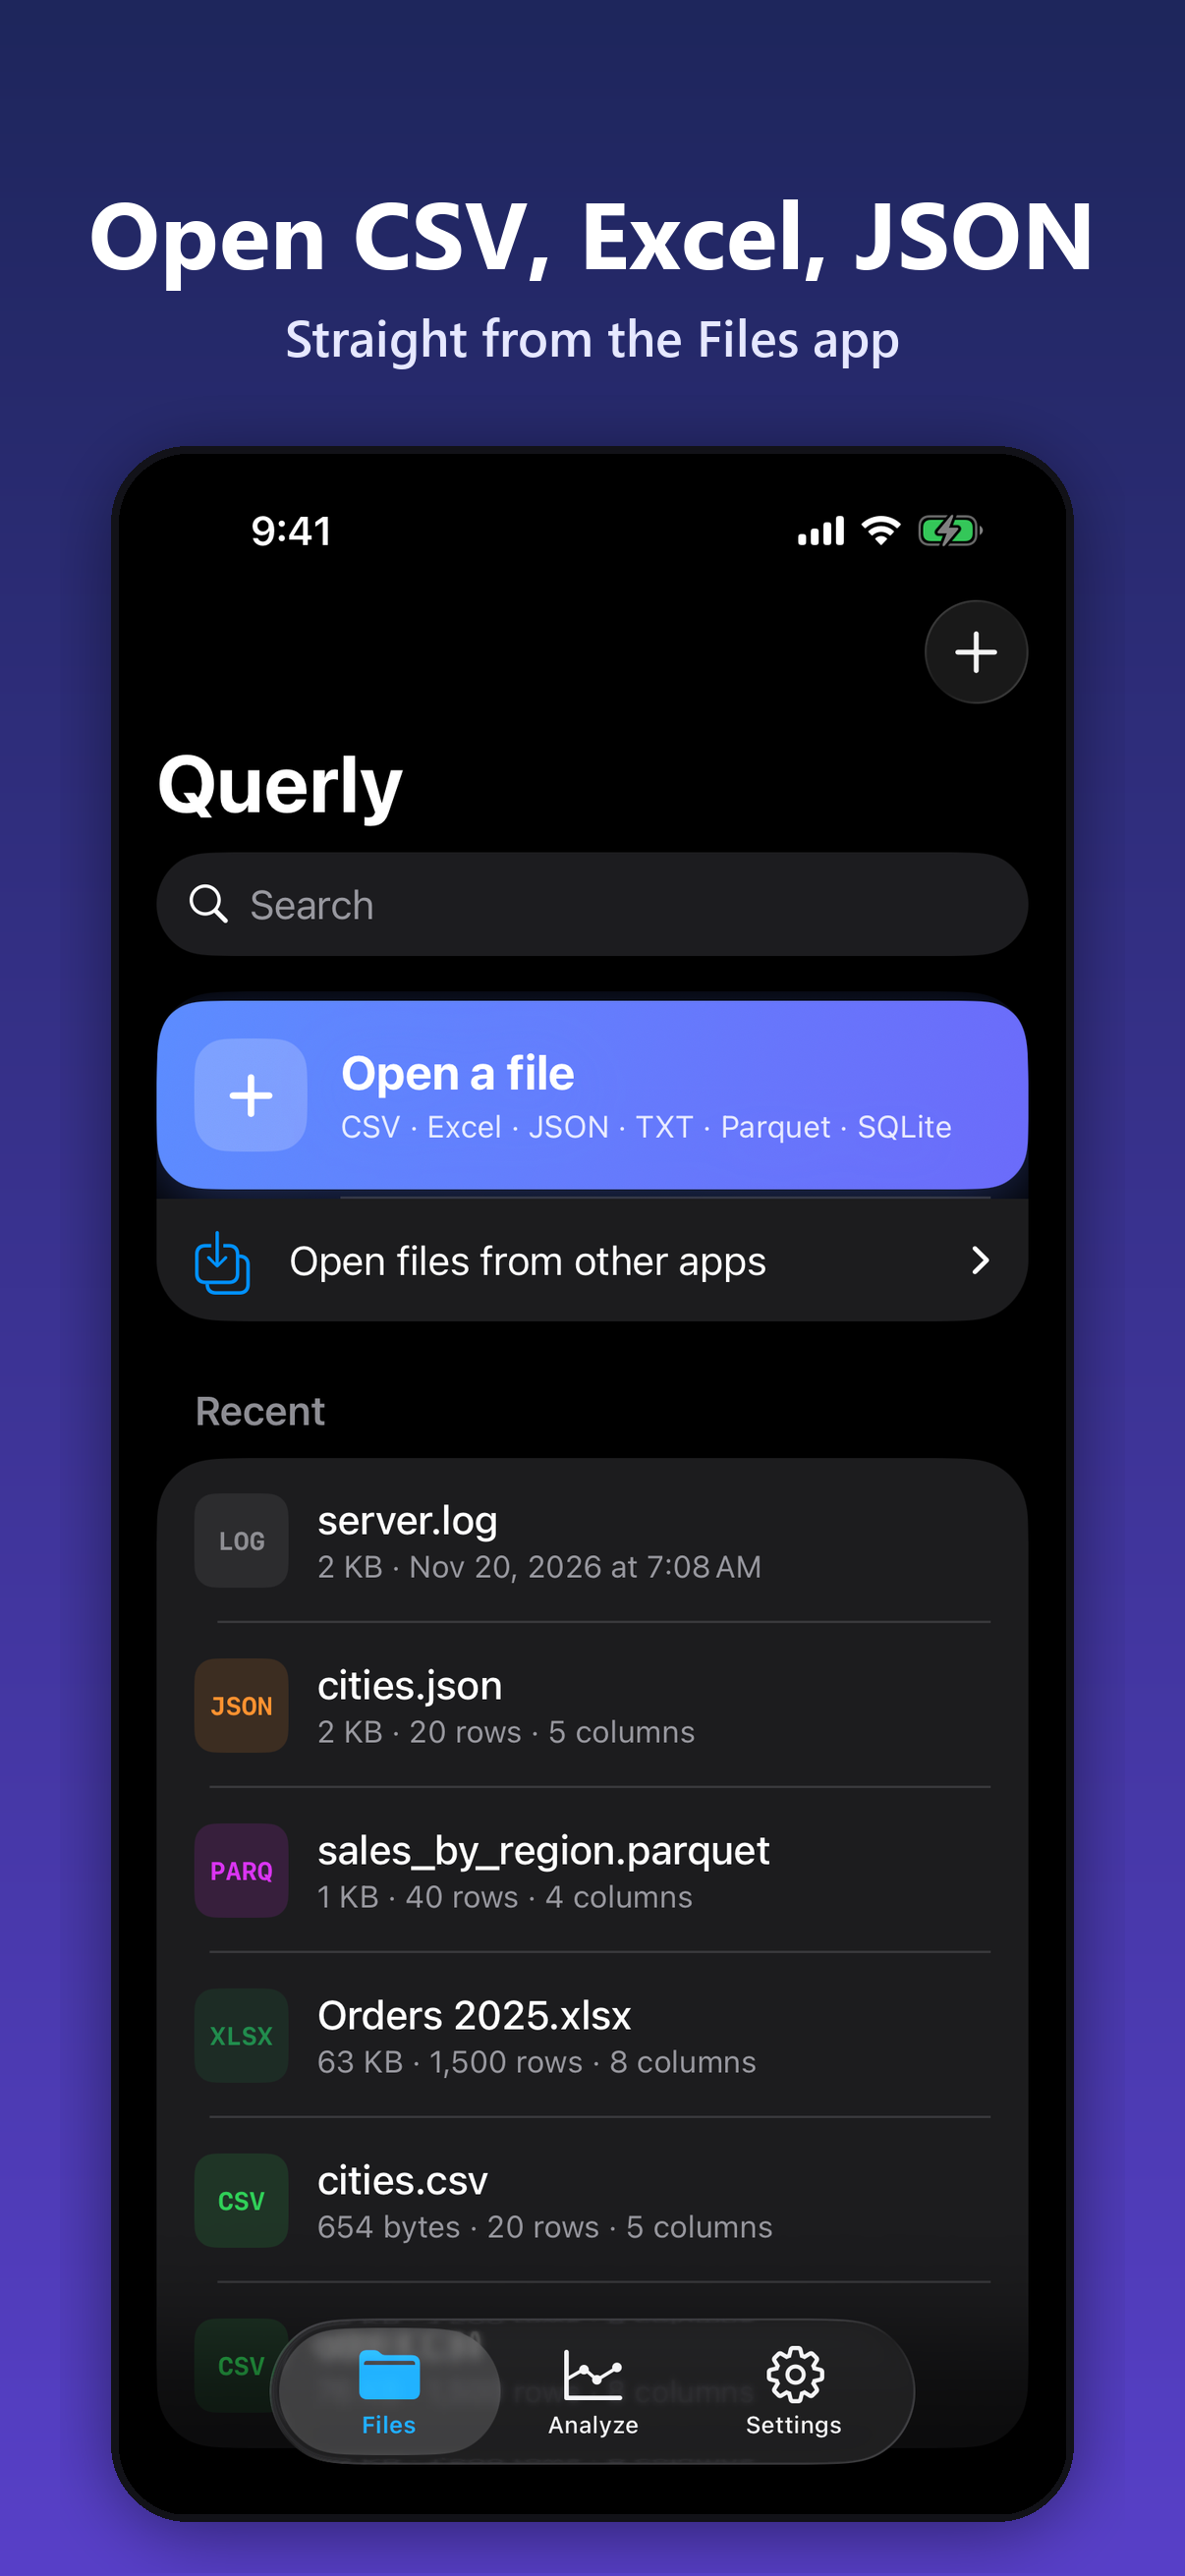 Open CSV, Excel, JSON
Straight from the Files app
9:41
Querly
Search
Open a file
CSV · Excel · JSON · TXT · Parquet · SQLite
Open files from other apps
Recent
LOG
server.log
2 KB · Nov 20, 2026 at 7:08 AM
JSON
cities.json
2 KB · 20 rows · 5 columns
PARQ
sales_by_region.parquet
1 KB · 40 rows · 4 columns
XLSX
Orders 2025.xlsx
63 KB · 1,500 rows · 8 columns
CSV
cities.csv
654 bytes · 20 rows · 5 columns
CSV
rows columns
Files
Analyze
Settings